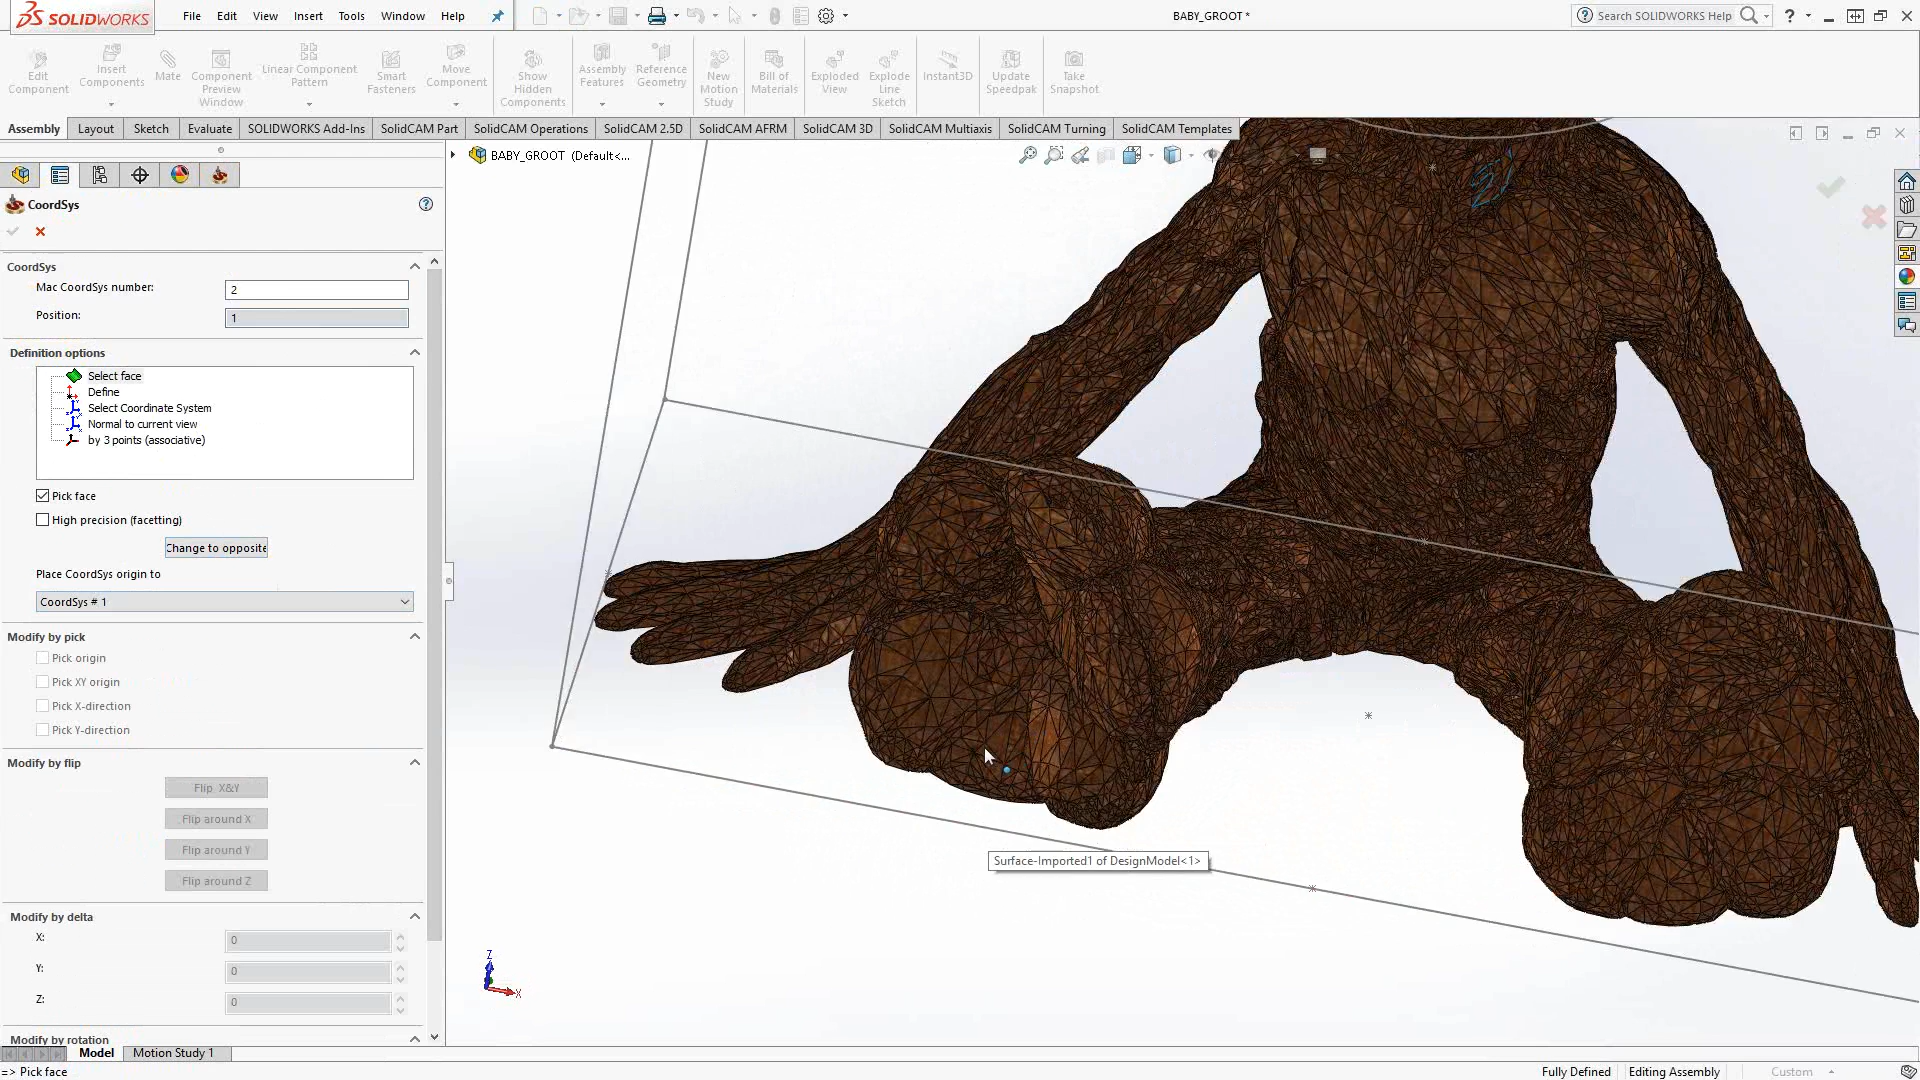 SOLIDWORKS File Edit View Insert Tools Window Help BABY_GROOT * Search SOLIDWORKS Help ?
Edit Component
Insert Components
Mate
Component Preview Window
Linear Component Pattern
Smart Fasteners
Move Component
Show Hidden Components
Assembly Features
Reference Geometry
New Motion Study
Bill of Materials
Exploded View
Explode Line Sketch
Instant3D
Update Speedpak
Take Snapshot
Assembly Layout Sketch Evaluate SOLIDWORKS Add-Ins SolidCAM Part SolidCAM Operations SolidCAM 2.5D SolidCAM AFRM SolidCAM 3D SolidCAM Multiaxis SolidCAM Turning SolidCAM Templates
BABY_GROOT (Default<...
CoordSys
CoordSys
Mac CoordSys number: 2
Position: 1
Definition options
Select face
Define
Select Coordinate System
Normal to current view
by 3 points (associative)
Pick face
High precision (facetting)
Change to opposite
Place CoordSys origin to
CoordSys # 1
Modify by pick
Pick origin
Pick XY origin
Pick X-direction
Pick Y-direction
Modify by flip
Flip X&Y
Flip around X
Flip around Y
Flip around Z
Modify by delta
X: 0
Y: 0
Z: 0
Modify by rotation
Surface-Imported1 of DesignModel<1>
Z
X
Model Motion Study 1
=> Pick face Fully Defined Editing Assembly Custom